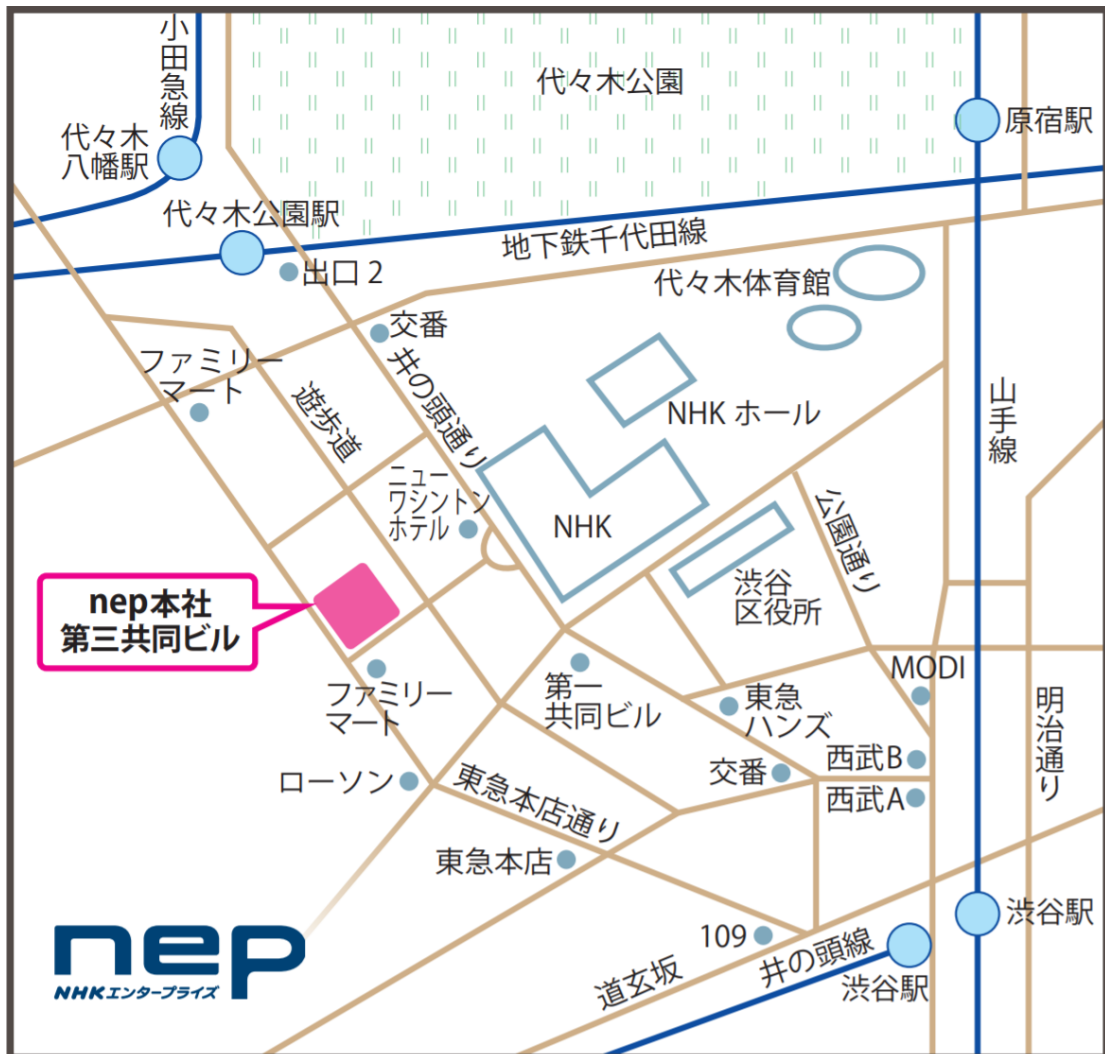 小田急線
代々木公園
原宿駅
代々木
八幡駅
代々木公園駅
地下鉄千代田線
出口 2
代々木体育館
交番
ファミリー
マート
井の頭通り
遊歩道
山手線
NHK ホール
ニュー
ワシントン
ホテル
NHK
公園通り
渋谷
区役所
nep本社
第三共同ビル
MODI
ファミリー
マート
第一
共同ビル
東急
ハンズ
明治通り
西武B
交番
西武A
ローソン
東急本店通り
東急本店
渋谷駅
109
道玄坂
井の頭線
渋谷駅
nep
NHKエンタープライズ